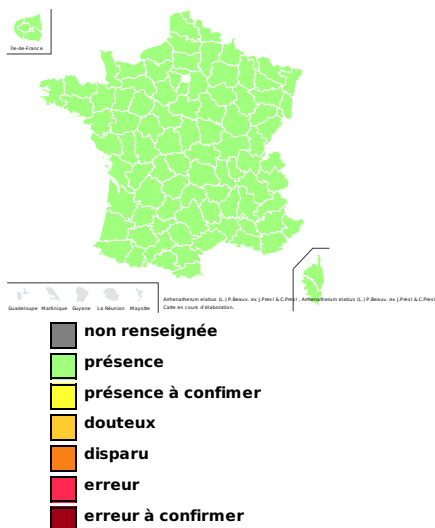 Île-de-France
Guadeloupe Martinique Guyane La Réunion Mayotte
Arrhenatherum elatius (L.) P.Beauv. ex J.Presl & C.Presl , Arrhenatherum elatius (L.) P.Beauv. ex J.Presl & C.Presl
Carte en cours d'élaboration.
non renseignée
présence
présence à confimer
douteux
disparu
erreur
erreur à confirmer